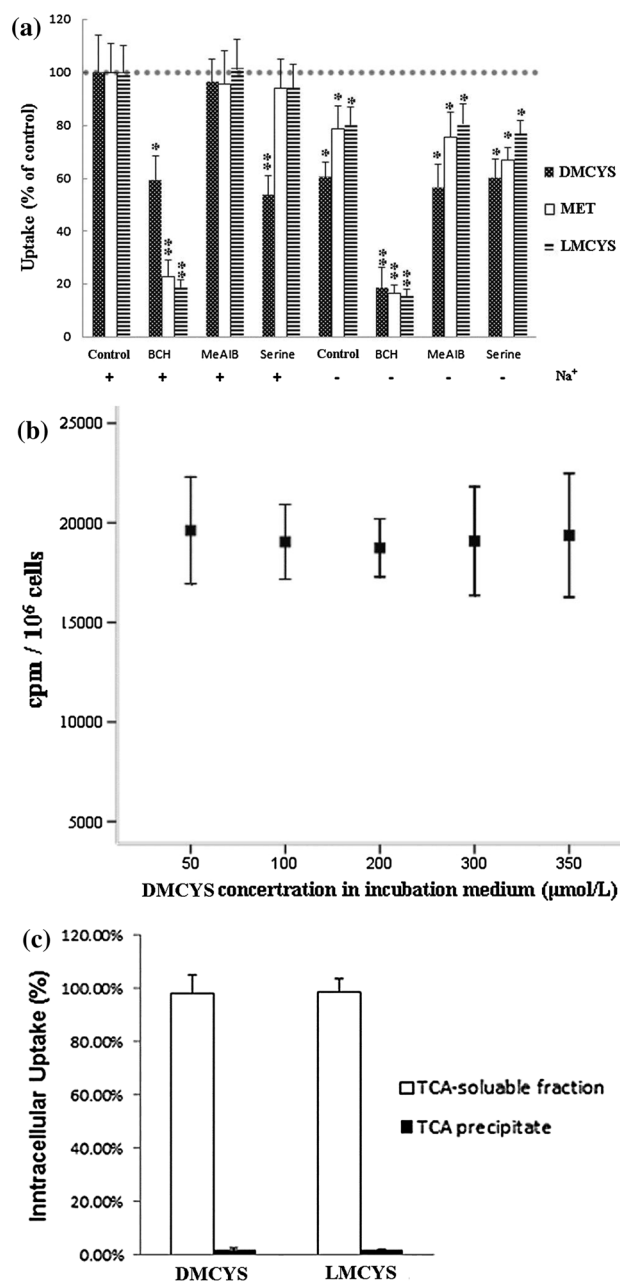 (a)
120
100
80
60
40
20
0
Uptake (% of control)
* ** ** ** * * * ** ** ** * * * * *
DMCYS
MET
LMCYS
Control BCH MeAIB Serine Control BCH MeAIB Serine
+ + + + - - - - Na+
(b)
25000
20000
15000
10000
5000
cpm / 10⁶ cells
50 100 200 300 350
DMCYS concertration in incubation medium (μmol/L)
(c)
120.00%
100.00%
80.00%
60.00%
40.00%
20.00%
0.00%
Inntracellular Uptake (%)
TCA-soluable fraction
TCA precipitate
DMCYS LMCYS